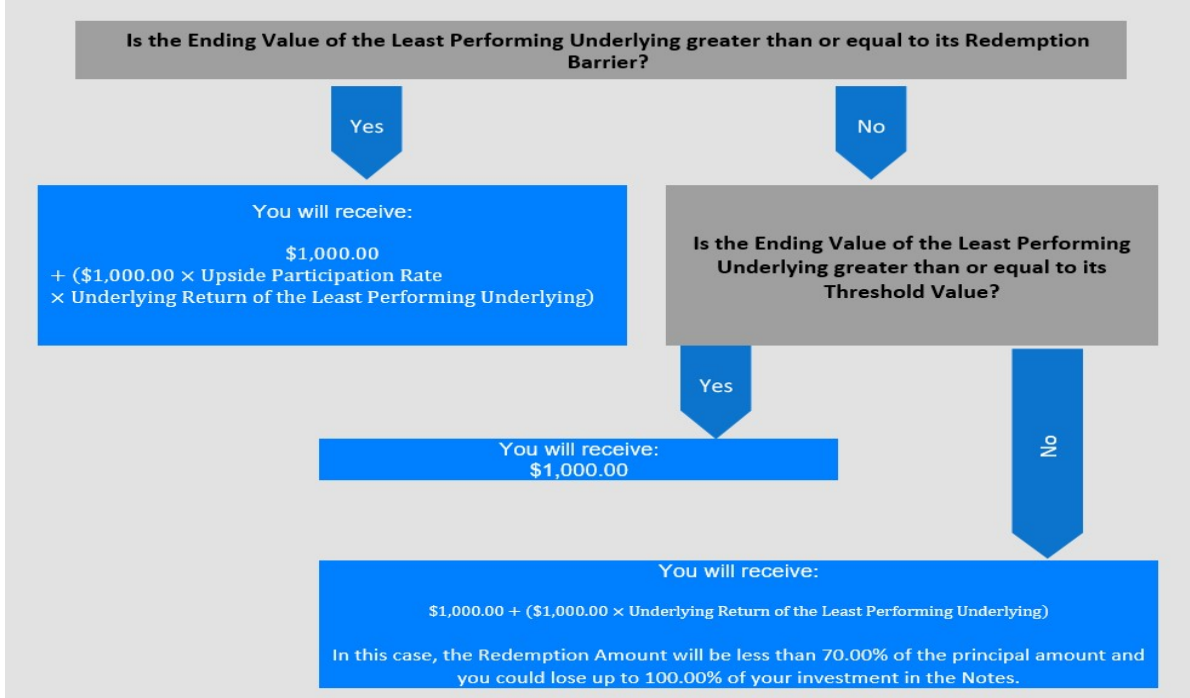 Is the Ending Value of the Least Performing Underlying greater than or equal to its Redemption
Barrier?
Yes
No
You will receive:
$1,000.00
+ ($1,000.00 × Upside Participation Rate
× Underlying Return of the Least Performing Underlying)
Is the Ending Value of the Least Performing
Underlying greater than or equal to its
Threshold Value?
Yes
No
You will receive:
$1,000.00
You will receive:
$1,000.00 + ($1,000.00 × Underlying Return of the Least Performing Underlying)
In this case, the Redemption Amount will be less than 70.00% of the principal amount and
you could lose up to 100.00% of your investment in the Notes.